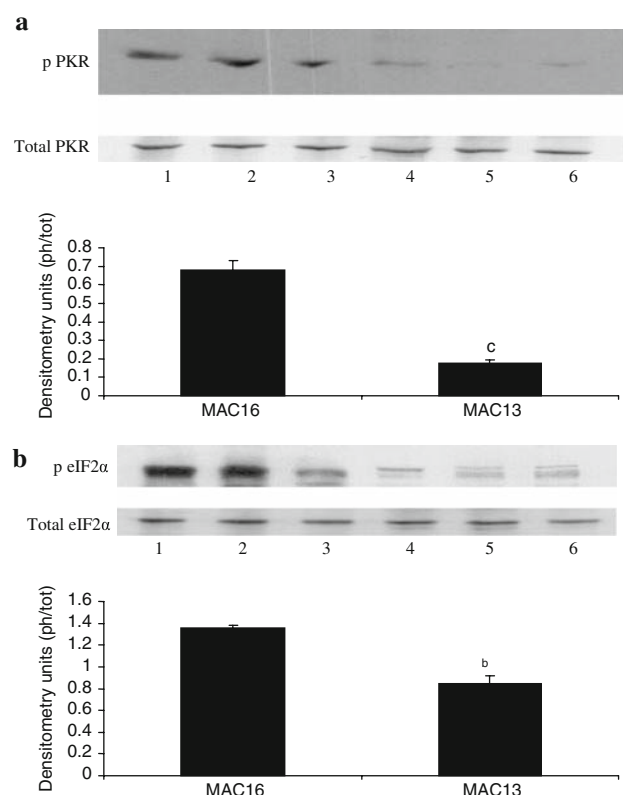 a
p PKR
Total PKR
1 2 3 4 5 6
Densitometry units (ph/tot)
0.8
0.7
0.6
0.5
0.4
0.3
0.2
0.1
0
c
MAC16 MAC13
b
p eIF2α
Total eIF2α
1 2 3 4 5 6
Densitometry units (ph/tot)
1.6
1.4
1.2
1
0.8
0.6
0.4
0.2
0
b
MAC16 MAC13